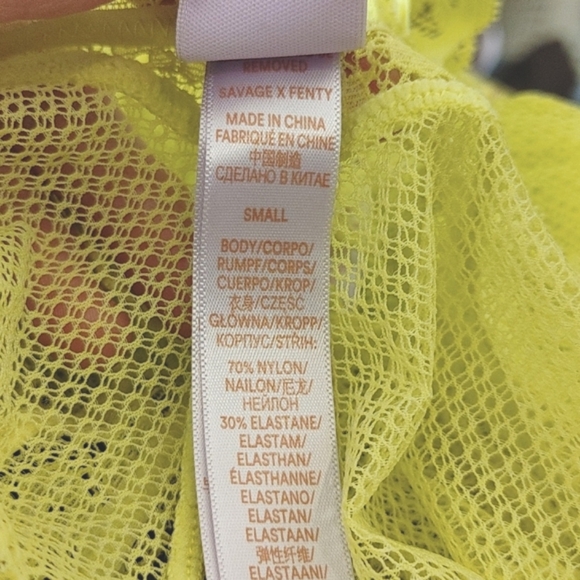 REMOVED
SAVAGE X FENTY
MADE IN CHINA
FABRIQUÉ EN CHINE
中国制造
СДЕЛАНО В КИТАЕ
SMALL
BODY/CORPO/
RUMPF/CORPS/
CUERPO/KROP/
衣身/CZĘŚĆ
GŁÓWNA/KROPP/
КОРПУС/STŘIH:
70% NYLON/
NAILON/尼龙/
НЕЙЛОН
30% ELASTANE/
ELASTAM/
ELASTHAN/
ÉLASTHANNE/
ELASTANO/
ELASTAN/
ELASTAAN/
弹性纤维/
ELASTAANI/